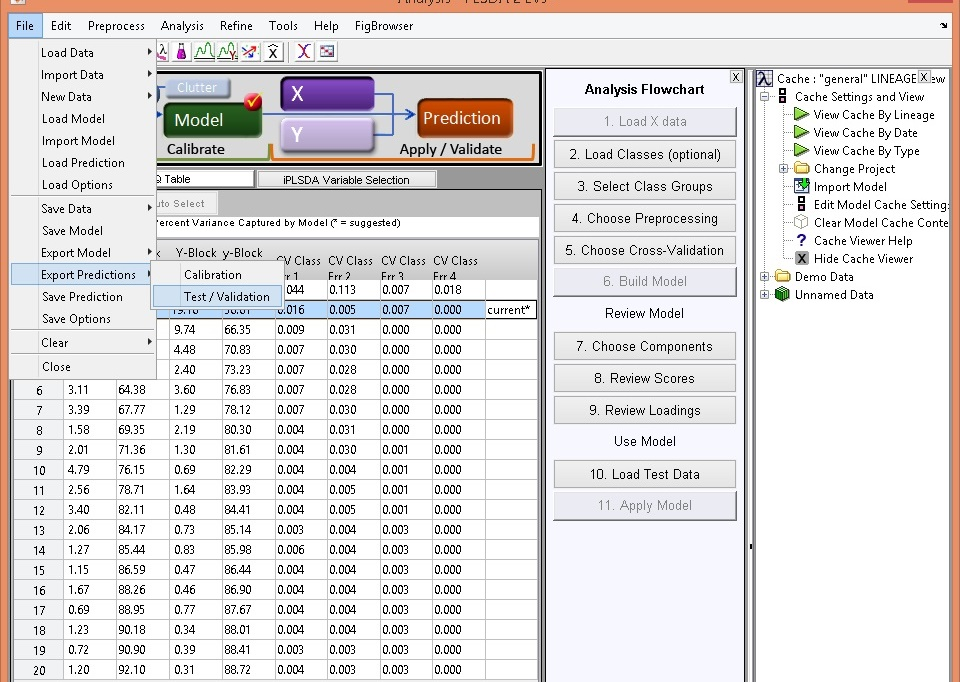 Analysis - PLSDA 2 LVs
File Edit Preprocess Analysis Refine Tools Help FigBrowser
Load Data
Import Data
New Data
Load Model
Import Model
Load Prediction
Load Options
Save Data
Save Model
Export Model
Export Predictions
Save Prediction
Save Options
Clear
Close
Calibration
Test / Validation
Clutter
Model
Calibrate
X
Y
Prediction
Apply / Validate
Q Table
iPLSDA Variable Selection
uto Select
ercent Variance Captured by Model (* = suggested)
Y-Block y-Block CV Class CV Class CV Class CV Class
Err 2 Err 3 Err 4
044 0.113 0.007 0.018
.016 0.005 0.007 0.000 current*
9.74 66.35 0.009 0.031 0.000 0.000
4.48 70.83 0.007 0.030 0.000 0.000
2.40 73.23 0.007 0.028 0.000 0.000
6 3.11 64.38 3.60 76.83 0.007 0.028 0.000 0.000
7 3.39 67.77 1.29 78.12 0.007 0.030 0.000 0.000
8 1.58 69.35 2.19 80.30 0.004 0.031 0.000 0.000
9 2.01 71.36 1.30 81.61 0.004 0.030 0.001 0.000
10 4.79 76.15 0.69 82.29 0.004 0.004 0.001 0.000
11 2.56 78.71 1.64 83.93 0.004 0.005 0.001 0.000
12 3.40 82.11 0.48 84.41 0.004 0.005 0.001 0.000
13 2.06 84.17 0.73 85.14 0.003 0.004 0.003 0.000
14 1.27 85.44 0.83 85.98 0.006 0.004 0.003 0.000
15 1.15 86.59 0.47 86.44 0.004 0.004 0.003 0.000
16 1.67 88.26 0.46 86.90 0.004 0.004 0.003 0.000
17 0.69 88.95 0.77 87.67 0.004 0.004 0.003 0.000
18 1.23 90.18 0.34 88.01 0.004 0.004 0.003 0.000
19 0.72 90.90 0.39 88.41 0.003 0.003 0.003 0.000
20 1.20 92.10 0.31 88.72 0.004 0.003 0.003 0.000
Analysis Flowchart
1. Load X data
2. Load Classes (optional)
3. Select Class Groups
4. Choose Preprocessing
5. Choose Cross-Validation
6. Build Model
Review Model
7. Choose Components
8. Review Scores
9. Review Loadings
Use Model
10. Load Test Data
11. Apply Model
Cache : "general" LINEAGE
Cache Settings and View
View Cache By Lineage
View Cache By Date
View Cache By Type
Change Project
Import Model
Edit Model Cache Setting
Clear Model Cache Conte
Cache Viewer Help
Hide Cache Viewer
Demo Data
Unnamed Data